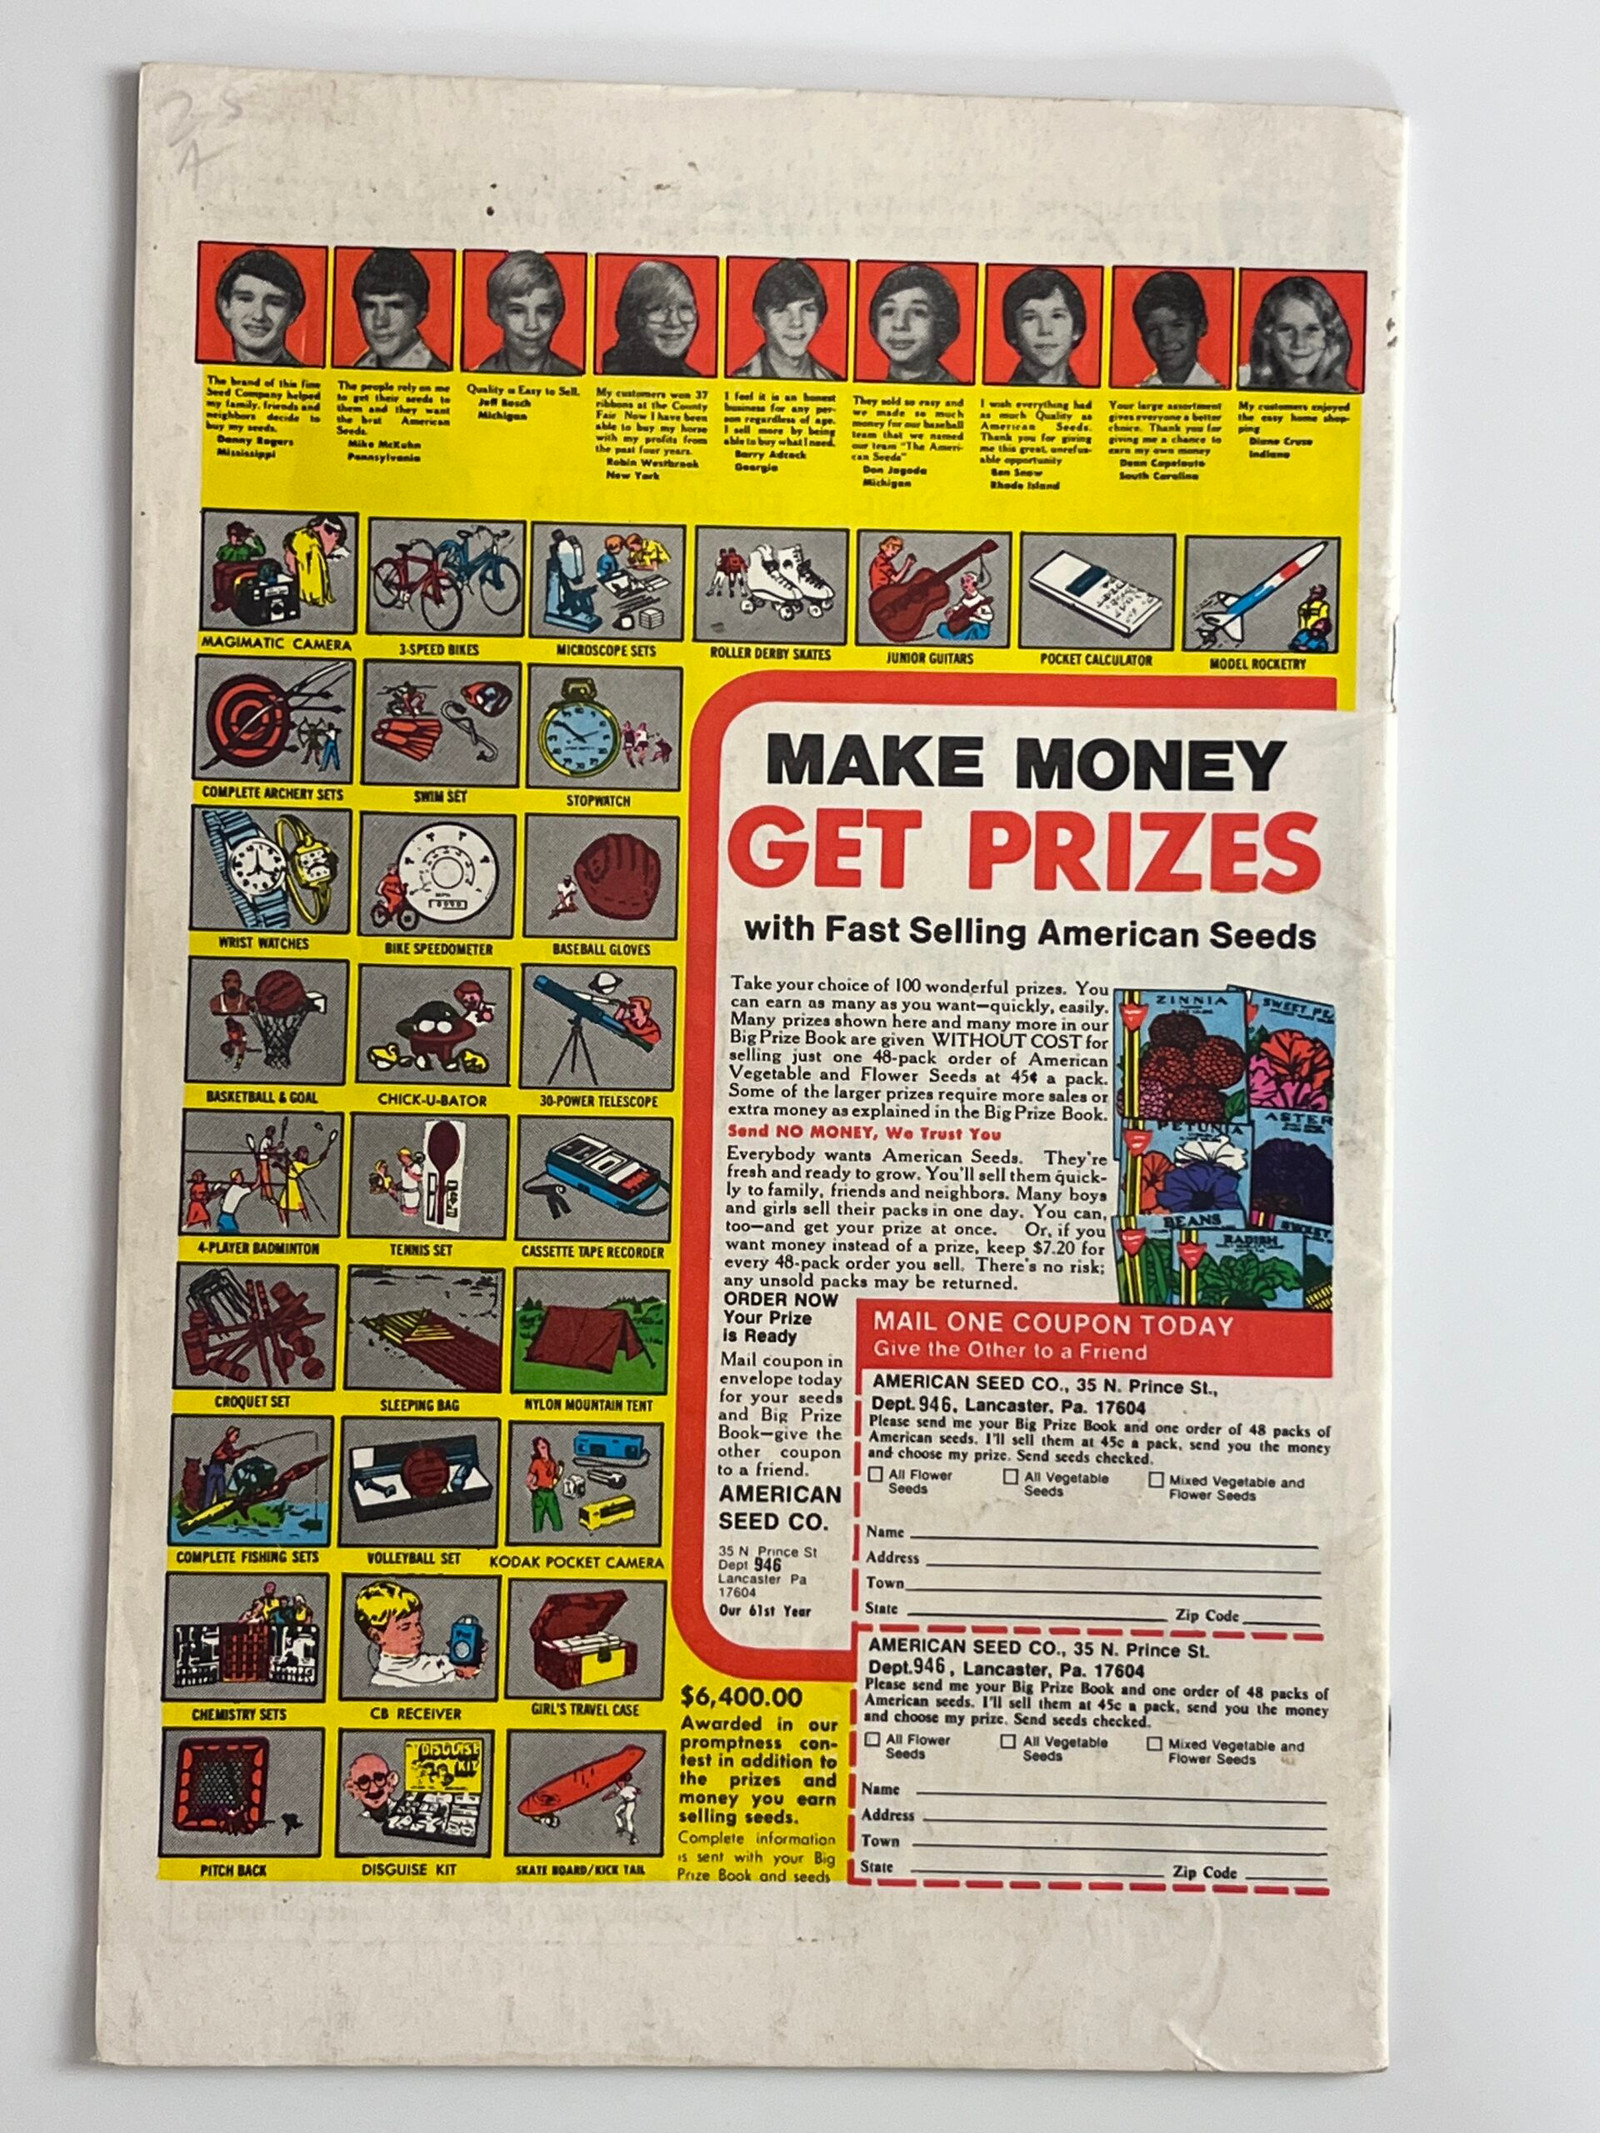 25
A
The brand of this fine
Seed Company helped
my family, friends and
neighbors decide to
buy my seeds.
Danny Rogers
Mississippi
The people rely on me
to get their seeds to
them and they want
the best American
Seeds.
Mike McKuhn
Pennsylvania
Quality is Easy to Sell.
Jeff Bosch
Michigan
My customers won 37
ribbons at the County
Fair Now I have been
able to buy my horse
with my profits from
the past four years.
Robin Westbrook
New York
I feel it is an honest
business for any per-
son regardless of age.
I sell more by being
able to buy what I need.
Barry Adcock
Georgia
They sold so easy and
we made so much
money for our baseball
team that we named
our team "The Ameri-
can Seeds"
Don Jagoda
Michigan
I wish everything had
as much Quality as
American Seeds.
Thank you for giving
me this great, unrefus-
able opportunity
Ben Snow
Rhode Island
Your large assortment
gives everyone a better
choice. Thank you for
giving me a chance to
earn my own money
Dean Capelouto
South Carolina
My customers enjoyed
the easy home shop-
ping
Diane Cruse
Indiana
MAGIMATIC CAMERA
3-SPEED BIKES
MICROSCOPE SETS
ROLLER DERBY SKATES
JUNIOR GUITARS
POCKET CALCULATOR
MODEL ROCKETRY
COMPLETE ARCHERY SETS
SWIM SET
STOPWATCH
WRIST WATCHES
BIKE SPEEDOMETER
BASEBALL GLOVES
BASKETBALL & GOAL
CHICK-U-BATOR
30-POWER TELESCOPE
4-PLAYER BADMINTON
TENNIS SET
CASSETTE TAPE RECORDER
CROQUET SET
SLEEPING BAG
NYLON MOUNTAIN TENT
COMPLETE FISHING SETS
VOLLEYBALL SET
KODAK POCKET CAMERA
CHEMISTRY SETS
CB RECEIVER
GIRL'S TRAVEL CASE
DISGUISE
KIT
PITCH BACK
DISGUISE KIT
SKATE BOARD/KICK TAIL
MAKE MONEY
GET PRIZES
with Fast Selling American Seeds
Take your choice of 100 wonderful prizes. You
can earn as many as you want—quickly, easily.
Many prizes shown here and many more in our
Big Prize Book are given WITHOUT COST for
selling just one 48-pack order of American
Vegetable and Flower Seeds at 45¢ a pack.
Some of the larger prizes require more sales or
extra money as explained in the Big Prize Book.
Send NO MONEY, We Trust You
Everybody wants American Seeds. They're
fresh and ready to grow. You'll sell them quick-
ly to family, friends and neighbors. Many boys
and girls sell their packs in one day. You can,
too—and get your prize at once. Or, if you
want money instead of a prize, keep $7.20 for
every 48-pack order you sell. There's no risk;
any unsold packs may be returned.
ZINNIA
SWEET PE
ASTER
PETUNIA
BEANS
RADISH
SWEET
ORDER NOW
Your Prize
is Ready
Mail coupon in
envelope today
for your seeds
and Big Prize
Book—give the
other coupon
to a friend.
AMERICAN
SEED CO.
35 N Prince St
Dept 946
Lancaster Pa
17604
Our 61st Year
MAIL ONE COUPON TODAY
Give the Other to a Friend
AMERICAN SEED CO., 35 N. Prince St.,
Dept. 946, Lancaster, Pa. 17604
Please send me your Big Prize Book and one order of 48 packs of
American seeds. I'll sell them at 45c a pack, send you the money
and choose my prize. Send seeds checked.
All Flower
Seeds
All Vegetable
Seeds
Mixed Vegetable and
Flower Seeds
Name
Address
Town
State Zip Code
AMERICAN SEED CO., 35 N. Prince St.
Dept. 946, Lancaster, Pa. 17604
Please send me your Big Prize Book and one order of 48 packs of
American seeds. I'll sell them at 45c a pack, send you the money
and choose my prize. Send seeds checked.
All Flower
Seeds
All Vegetable
Seeds
Mixed Vegetable and
Flower Seeds
Name
Address
Town
State Zip Code
$6,400.00
Awarded in our
promptness con-
test in addition to
the prizes and
money you earn
selling seeds.
Complete information
is sent with your Big
Prize Book and seeds